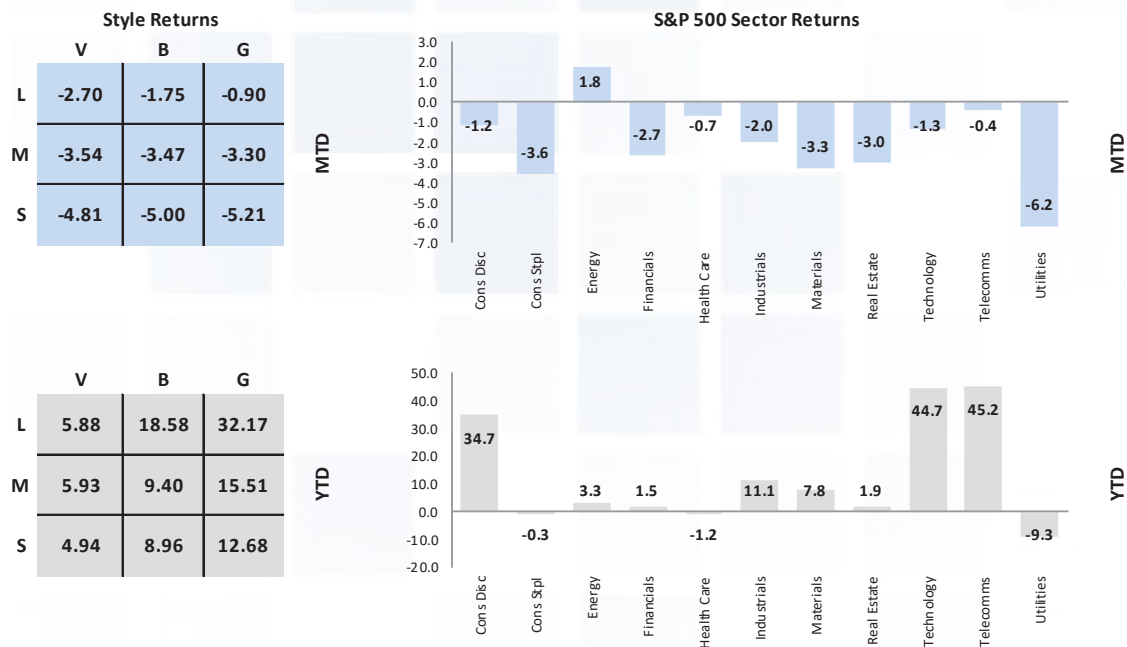 Style Returns
V B G
L -2.70 -1.75 -0.90
M -3.54 -3.47 -3.30
S -4.81 -5.00 -5.21
MTD
S&P 500 Sector Returns
3.0
2.0
1.0
0.0
-1.0
-2.0
-3.0
-4.0
-5.0
-6.0
-7.0
-1.2 -3.6 1.8 -2.7 -0.7 -2.0 -3.3 -3.0 -1.3 -0.4 -6.2
Cons Disc
Cons Stpl
Energy
Financials
Health Care
Industrials
Materials
Real Estate
Technology
Telecomms
Utilities
MTD
V B G
L 5.88 18.58 32.17
M 5.93 9.40 15.51
S 4.94 8.96 12.68
YTD
50.0
40.0
30.0
20.0
10.0
0.0
-10.0
-20.0
34.7 -0.3 3.3 1.5 -1.2 11.1 7.8 1.9 44.7 45.2 -9.3
Cons Disc
Cons Stpl
Energy
Financials
Health Care
Industrials
Materials
Real Estate
Technology
Telecomms
Utilities
YTD